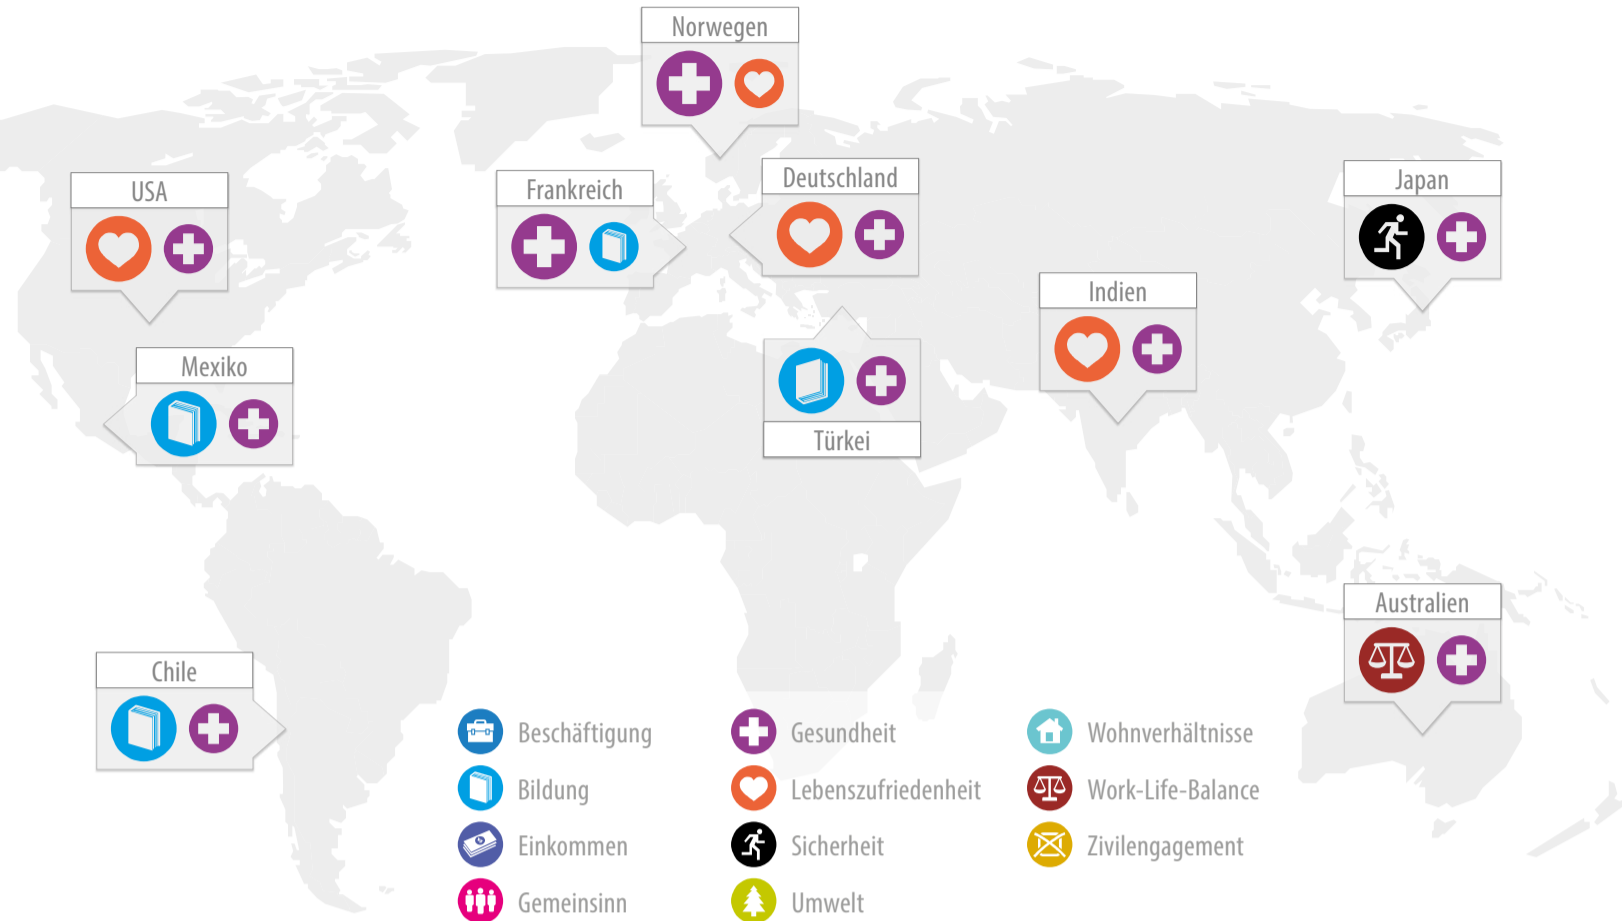 Norwegen
USA
Frankreich
Deutschland
Japan
Indien
Mexiko
Türkei
Australien
Chile
Beschäftigung
Bildung
Einkommen
Gemeinsinn
Gesundheit
Lebenszufriedenheit
Sicherheit
Umwelt
Wohnverhältnisse
Work-Life-Balance
Zivilengagement